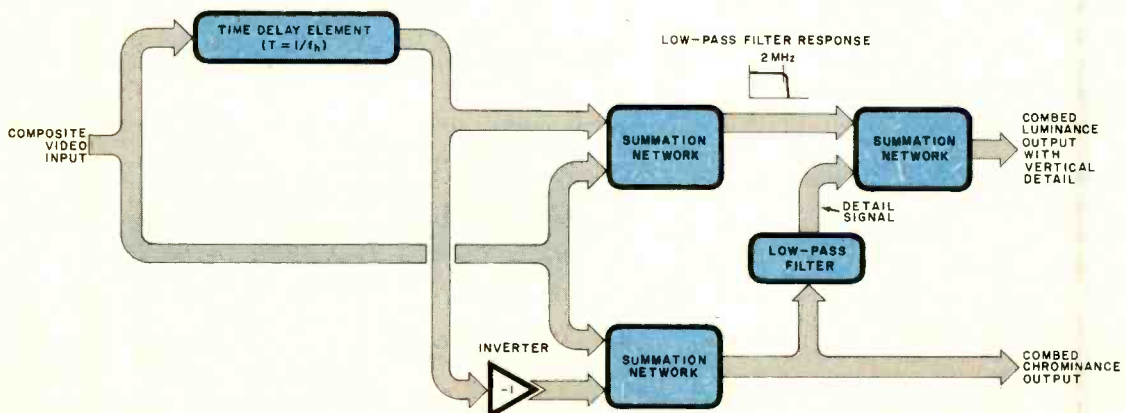 TIME DELAY ELEMENT
(T = 1/fh)
LOW-PASS FILTER RESPONSE
2 MHz
COMPOSITE
VIDEO
INPUT
SUMMATION
NETWORK
SUMMATION
NETWORK
COMBED
LUMINANCE
OUTPUT
WITH
VERTICAL
DETAIL
DETAIL
SIGNAL
LOW-PASS
FILTER
INVERTER
-1
SUMMATION
NETWORK
COMBED
CHROMINANCE
OUTPUT